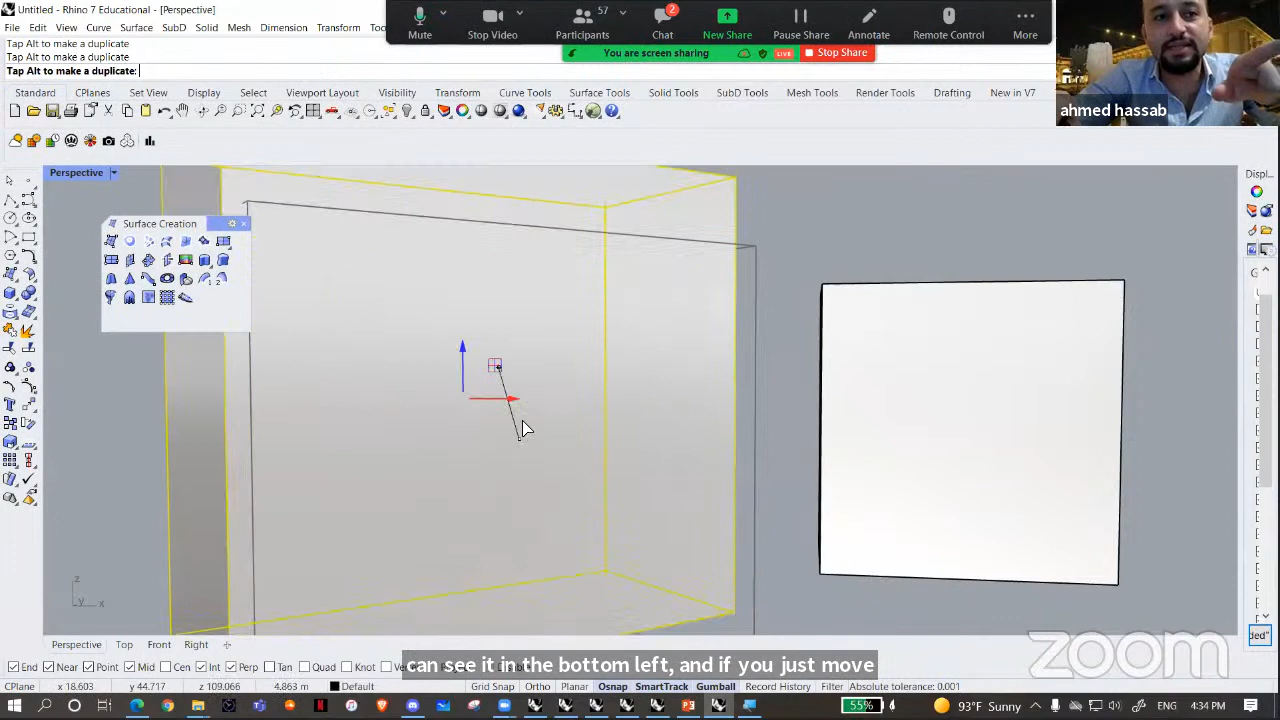 Untitled - Rhino 7 Educational - [Perspective]
File Edit View Curve Surface SubD Solid Mesh Dimension Transform
Tap Alt to make a duplicate
Tap Alt to make a duplicate
Tap Alt to make a duplicate:
Mute Stop Video 57 Participants 2 Chat New Share Pause Share Annotate Remote Control More
You are screen sharing LIVE Stop Share
ahmed hassab
Standard CPlanes Set View Display Select Viewport Layout Visibility Transform Curve Tools Surface Tools SubD Tools Mesh Tools Render Tools Drafting New in V7
Perspective
Surface Creation
Displ...
z
y x
Perspective Top Front Right
zoom
can see it in the bottom left, and if you just move
End Near Point Mid Cen Int Perp Tan Quad Knot
CPlane x 18.603 y 44.717 z 109.066 4.863 m Default Grid Snap Ortho Planar Osnap SmartTrack Gumball Record History Filter Absolute tolerance: 0.001
55% 93°F Sunny ENG 4:34 PM